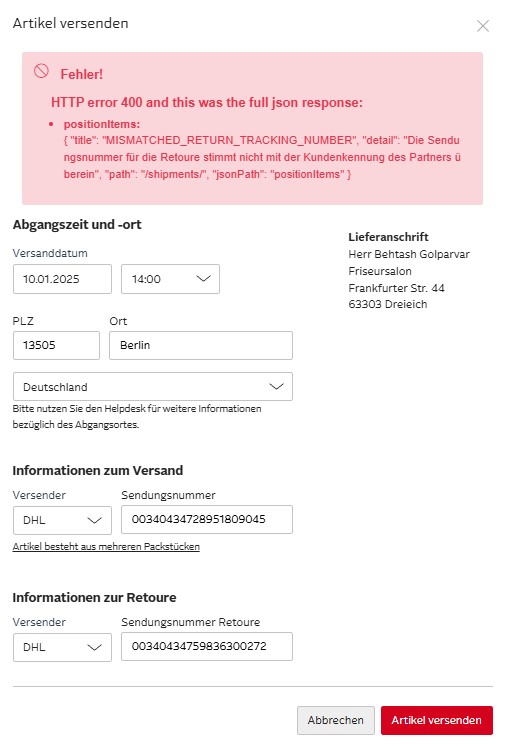 Artikel versenden
Fehler!
HTTP error 400 and this was the full json response:
positionItems:
{ "title": "MISMATCHED_RETURN_TRACKING_NUMBER", "detail": "Die Sendu
ngsnummer für die Retoure stimmt nicht mit der Kundenkennung des Partners ü
berein", "path": "/shipments/", "jsonPath": "positionItems" }
Abgangszeit und -ort
Versanddatum
10.01.2025
14:00
PLZ
Ort
13505
Berlin
Deutschland
Bitte nutzen Sie den Helpdesk für weitere Informationen
bezüglich des Abgangsortes.
Lieferanschrift
Herr Behtash Golparvar
Friseursalon
Frankfurter Str. 44
63303 Dreieich
Informationen zum Versand
Versender
Sendungsnummer
DHL
00340434728951809045
Artikel besteht aus mehreren Packstücken
Informationen zur Retoure
Versender
Sendungsnummer Retoure
DHL
00340434759836300272
Abbrechen
Artikel versenden